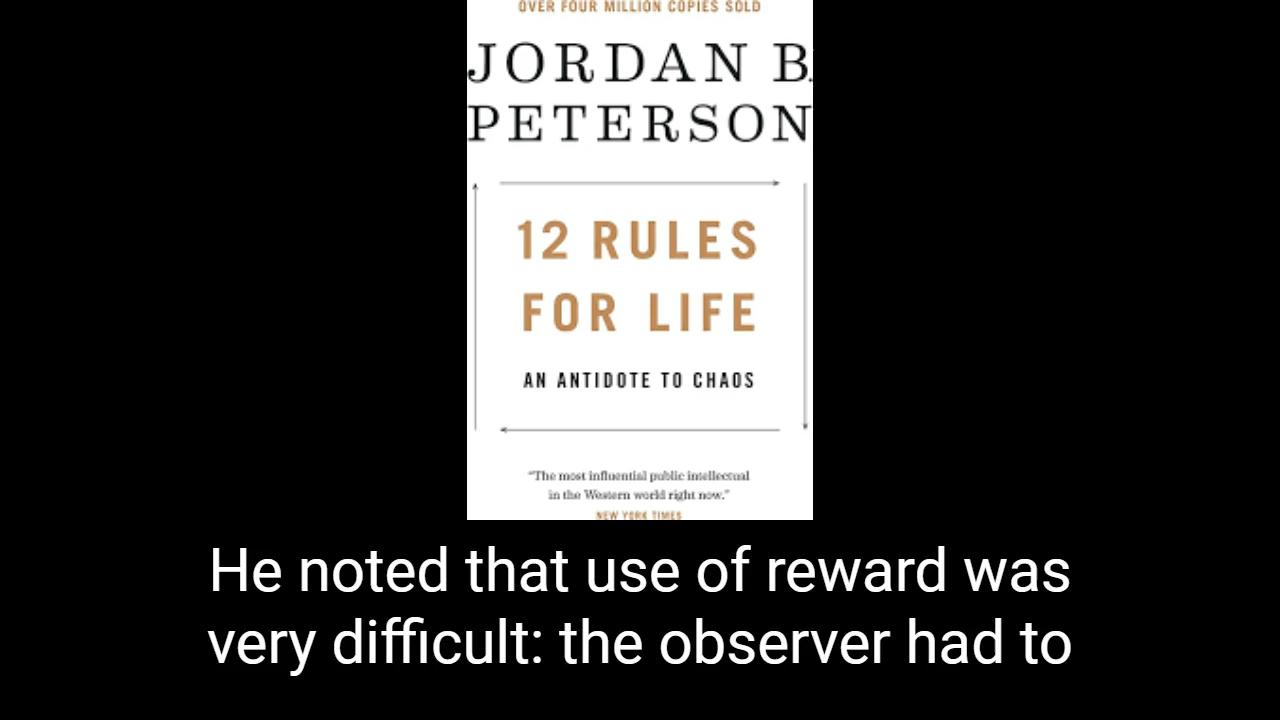 OVER FOUR MILLION COPIES SOLD
JORDAN B.
PETERSON
12 RULES
FOR LIFE
AN ANTIDOTE TO CHAOS
“The most influential public intellectual
in the Western world right now.”
NEW YORK TIMES
He noted that use of reward was
very difficult: the observer had to